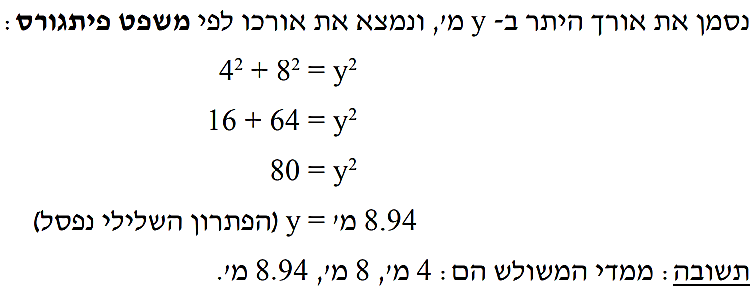 נסמן את אורך היתר ב- y מ', ונמצא את אורכו לפי משפט פיתגורס:
4² + 8² = y²
16 + 64 = y²
80 = y²
8.94 מ' = y (הפתרון השלילי נפסל)
תשובה: ממדי המשולש הם: 4 מ', 8 מ', 8.94 מ'.